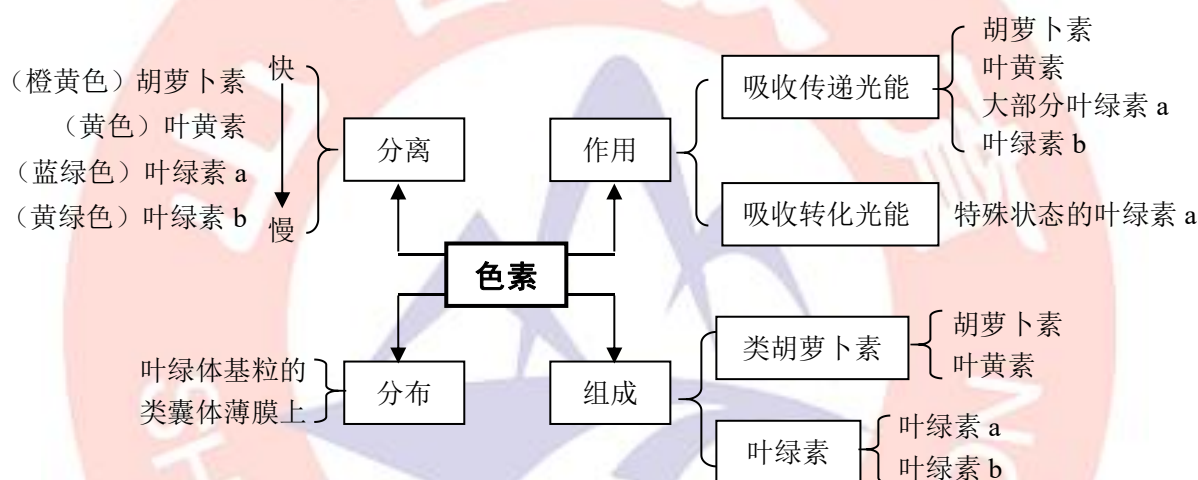 （橙黄色）胡萝卜素
（黄色）叶黄素
（蓝绿色）叶绿素 a
（黄绿色）叶绿素 b
快
慢
分离
作用
吸收传递光能
胡萝卜素
叶黄素
大部分叶绿素 a
叶绿素 b
吸收转化光能
特殊状态的叶绿素 a
色素
叶绿体基粒的
类囊体薄膜上
分布
组成
类胡萝卜素
胡萝卜素
叶黄素
叶绿素
叶绿素 a
叶绿素 b